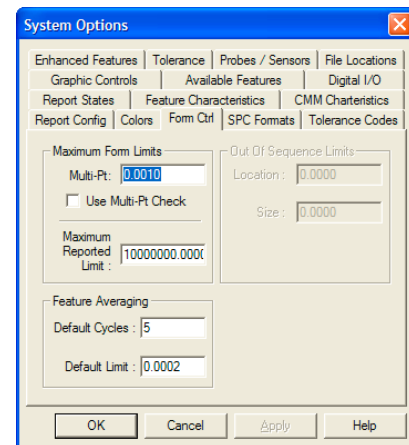 System Options
Enhanced Features Tolerance Probes / Sensors File Locations
Graphic Controls Available Features Digital I/O
Report States Feature Characteristics CMM Charteristics
Report Config Colors Form Ctrl SPC Formats Tolerance Codes
Maximum Form Limits
Multi-Pt: 0.0010
Use Multi-Pt Check
Maximum
Reported
Limit : 10000000.000(
Out Of Sequence Limits
Location : 0.0000
Size : 0.0000
Feature Averaging
Default Cycles : 5
Default Limit : 0.0002
OK Cancel Apply Help